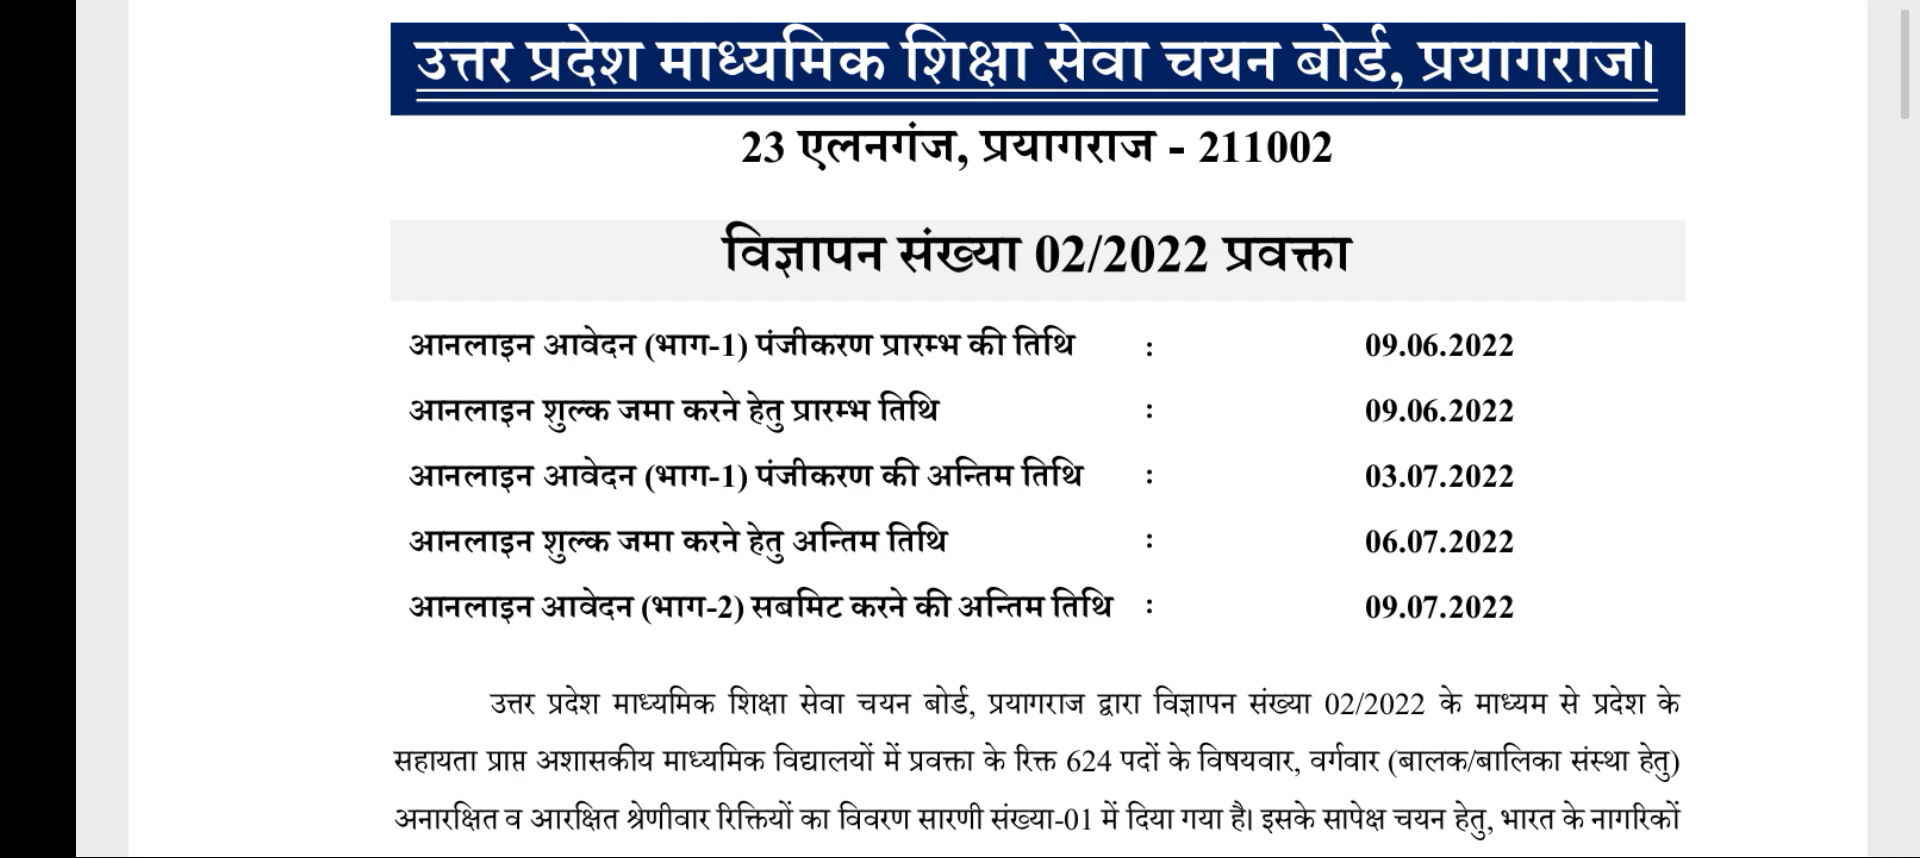 उत्तर प्रदेश माध्यमिक शिक्षा सेवा चयन बोर्ड, प्रयागराज।
23 एलनगंज, प्रयागराज - 211002
विज्ञापन संख्या 02/2022 प्रवक्ता
आनलाइन आवेदन (भाग-1) पंजीकरण प्रारम्भ की तिथि : 09.06.2022
आनलाइन शुल्क जमा करने हेतु प्रारम्भ तिथि : 09.06.2022
आनलाइन आवेदन (भाग-1) पंजीकरण की अन्तिम तिथि : 03.07.2022
आनलाइन शुल्क जमा करने हेतु अन्तिम तिथि : 06.07.2022
आनलाइन आवेदन (भाग-2) सबमिट करने की अन्तिम तिथि : 09.07.2022
उत्तर प्रदेश माध्यमिक शिक्षा सेवा चयन बोर्ड, प्रयागराज द्वारा विज्ञापन संख्या 02/2022 के माध्यम से प्रदेश के
सहायता प्राप्त अशासकीय माध्यमिक विद्यालयों में प्रवक्ता के रिक्त 624 पदों के विषयवार, वर्गवार (बालक/बालिका संस्था हेतु)
अनारक्षित व आरक्षित श्रेणीवार रिक्तियों का विवरण सारणी संख्या-01 में दिया गया है। इसके सापेक्ष चयन हेतु, भारत के नागरिकों